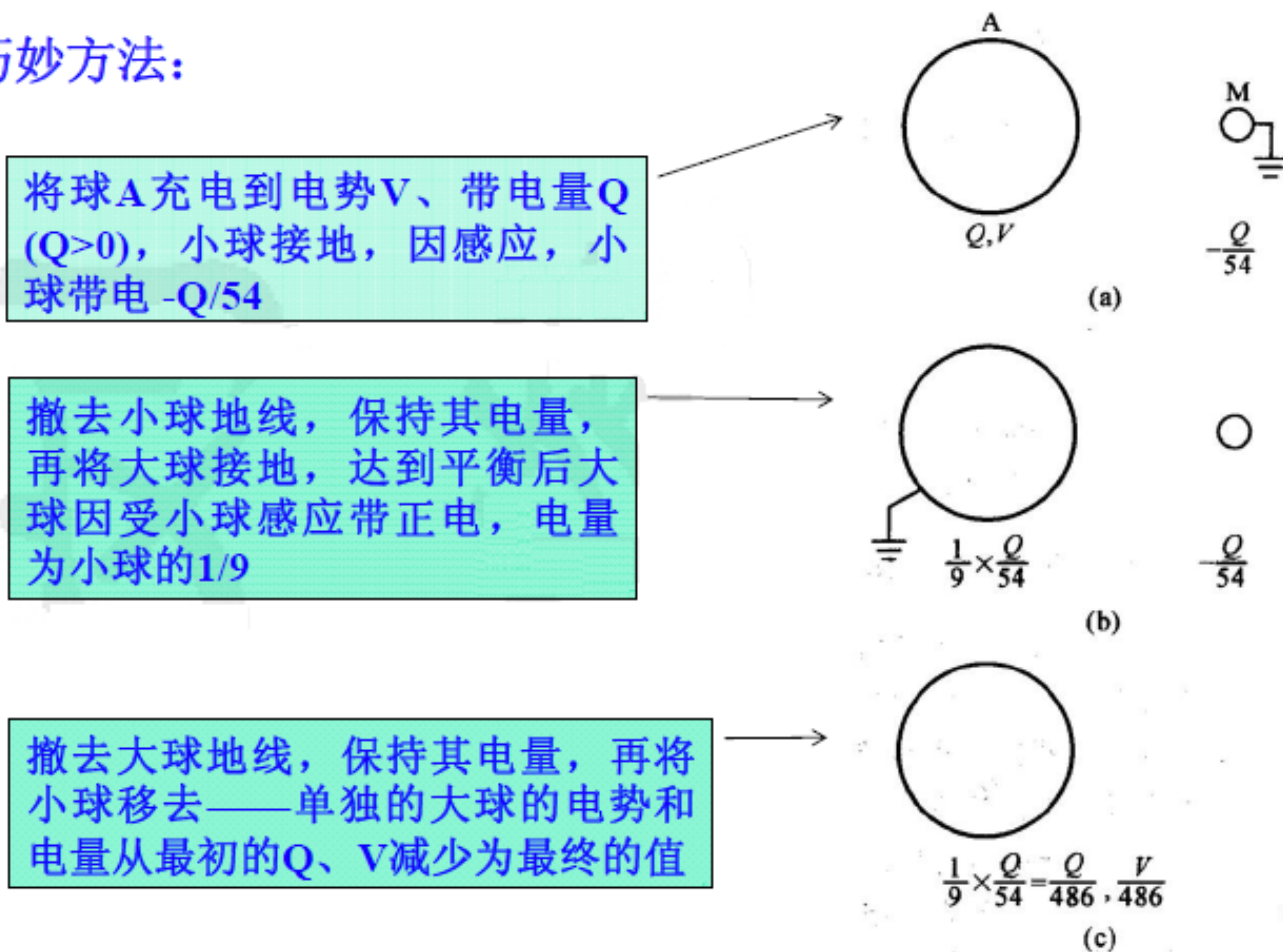 巧妙方法：
将球A充电到电势V、带电量Q
(Q>0)，小球接地，因感应，小
球带电 -Q/54
A
M
Q,V
-Q/54
(a)
撤去小球地线，保持其电量，
再将大球接地，达到平衡后大
球因受小球感应带正电，电量
为小球的1/9
1/9×Q/54
-Q/54
(b)
撤去大球地线，保持其电量，再将
小球移去——单独的大球的电势和
电量从最初的Q、V减少为最终的值
1/9×Q/54=Q/486,V/486
(c)